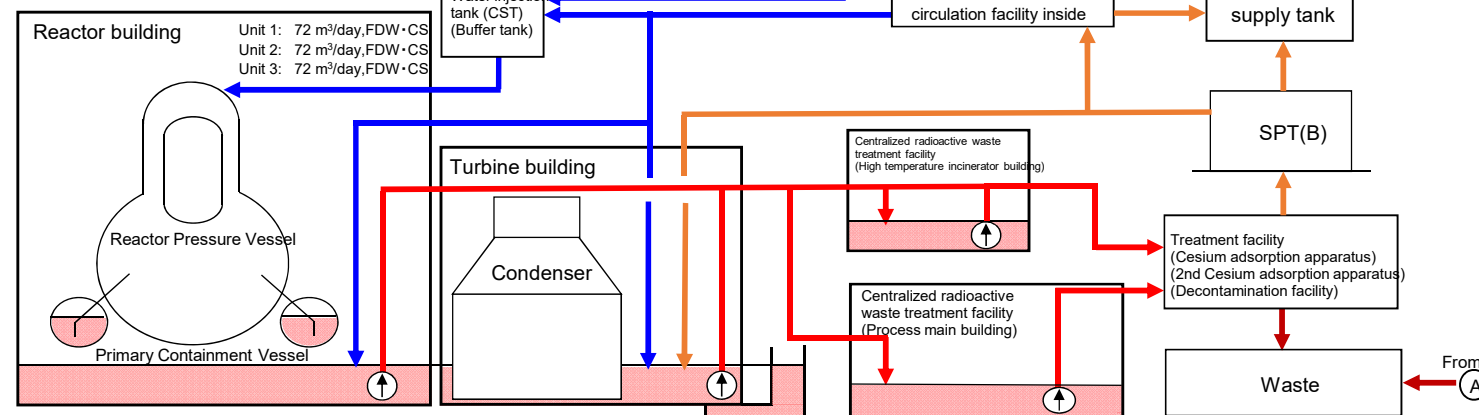 Reactor building
Unit 1: 72 m³/day,FDW・CS
Unit 2: 72 m³/day,FDW・CS
Unit 3: 72 m³/day,FDW・CS
Water injection
tank (CST)
(Buffer tank)
circulation facility inside
supply tank
SPT(B)
Centralized radioactive waste
treatment facility
(High temperature incinerator building)
Turbine building
Reactor Pressure Vessel
Condenser
Primary Containment Vessel
Centralized radioactive
waste treatment facility
(Process main building)
Treatment facility
(Cesium adsorption apparatus)
(2nd Cesium adsorption apparatus)
(Decontamination facility)
Waste
From
A